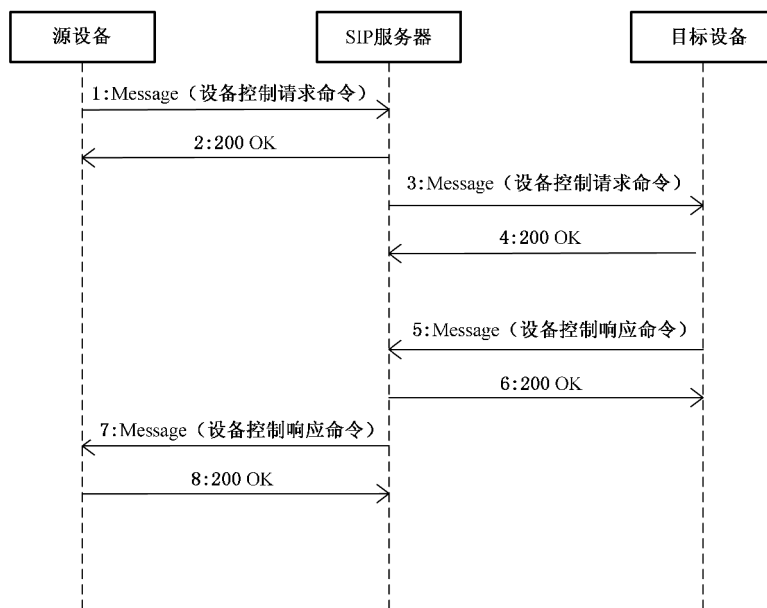 源设备
SIP服务器
目标设备
1:Message（设备控制请求命令）
2:200 OK
3:Message（设备控制请求命令）
4:200 OK
5:Message（设备控制响应命令）
6:200 OK
7:Message（设备控制响应命令）
8:200 OK